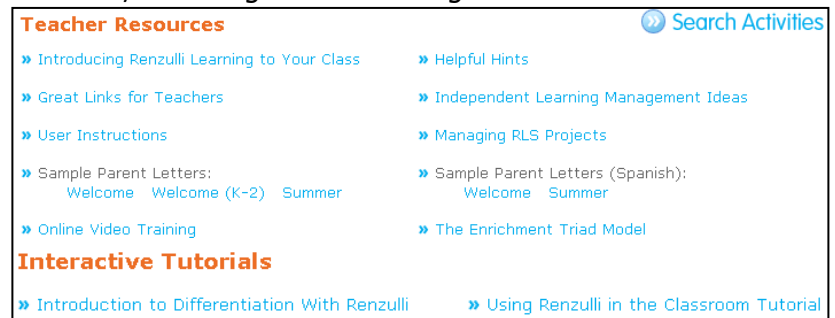 Teacher Resources
Search Activities
» Introducing Renzulli Learning to Your Class
» Helpful Hints
» Great Links for Teachers
» Independent Learning Management Ideas
» User Instructions
» Managing RLS Projects
» Sample Parent Letters:
Welcome Welcome (K-2) Summer
» Sample Parent Letters (Spanish):
Welcome Summer
» Online Video Training
» The Enrichment Triad Model
Interactive Tutorials
» Introduction to Differentiation With Renzulli
» Using Renzulli in the Classroom Tutorial